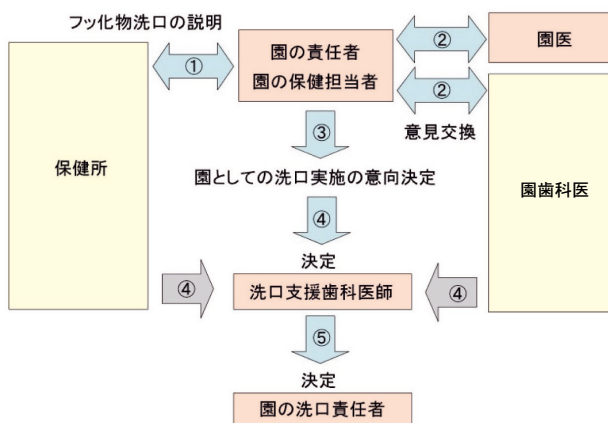 フッ化物洗口の説明
①
園の責任者
園の保健担当者
②
園医
②
意見交換
保健所
園歯科医
③
園としての洗口実施の意向決定
④
決定
④
洗口支援歯科医師
④
⑤
決定
園の洗口責任者